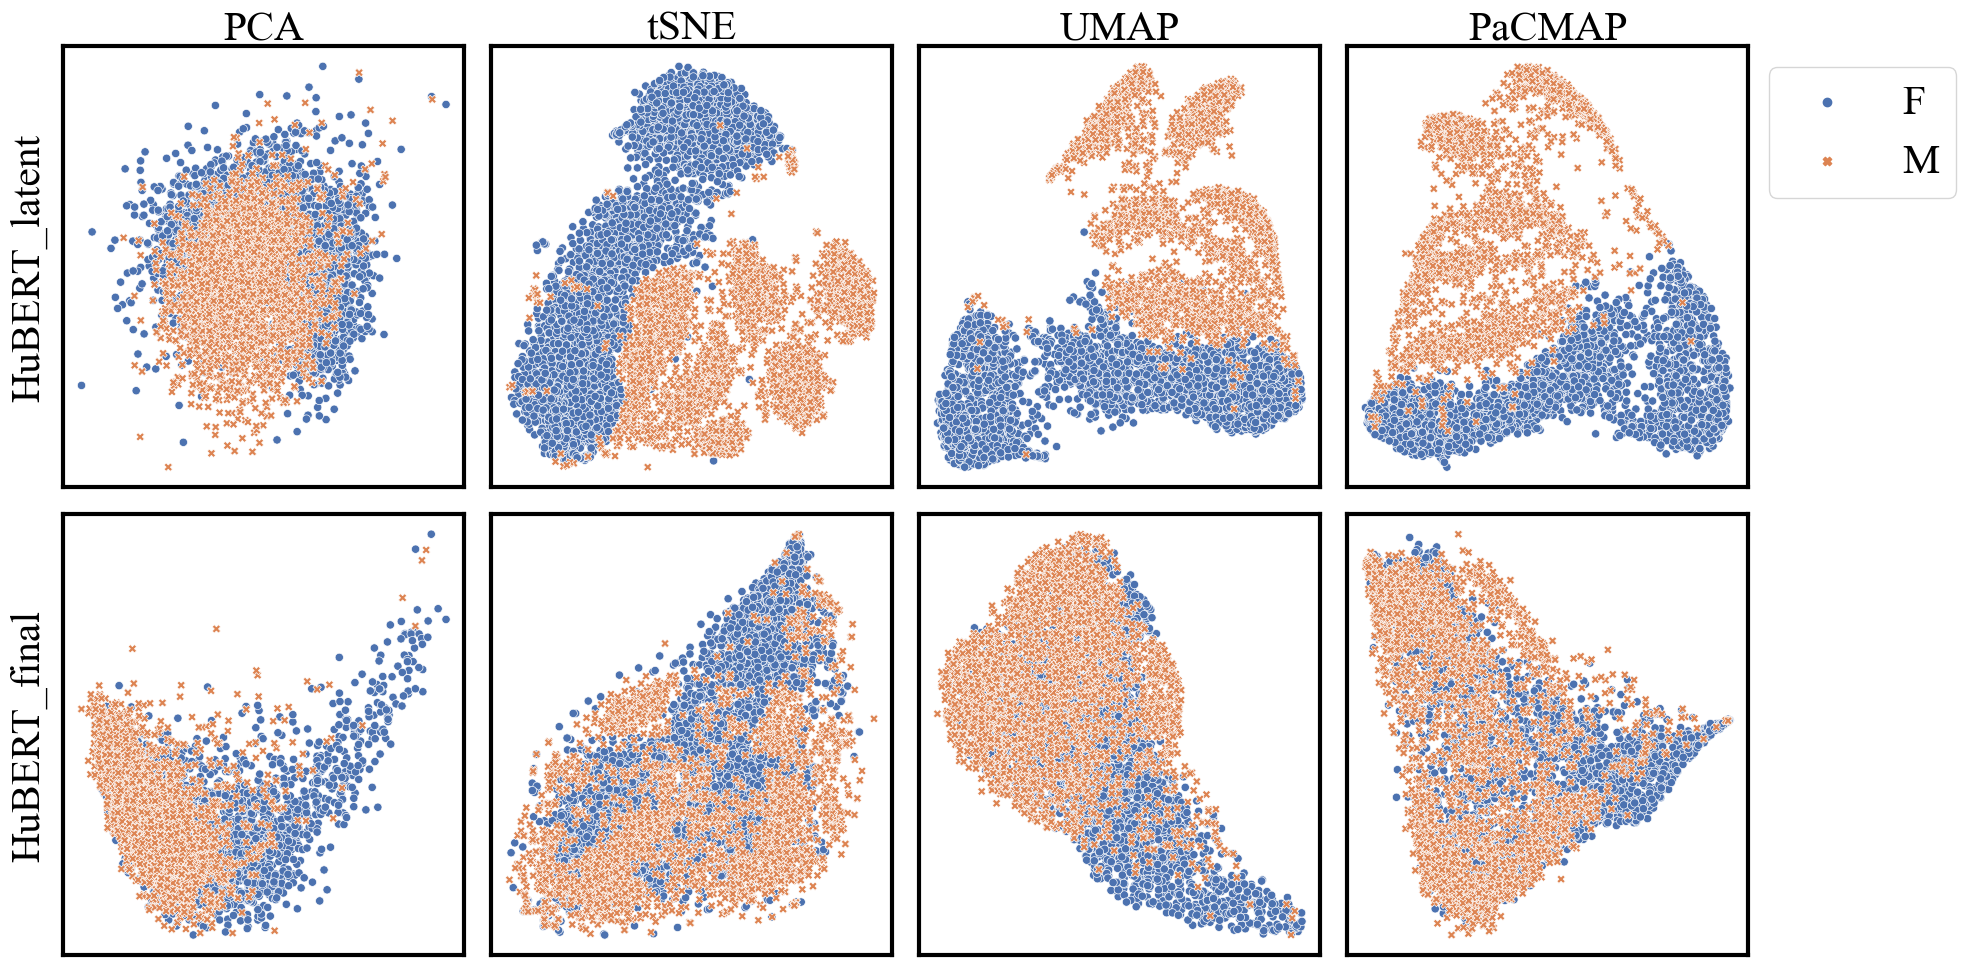 PCA
tSNE
UMAP
PaCMAP
F
M
HuBERT_latent
HuBERT_final